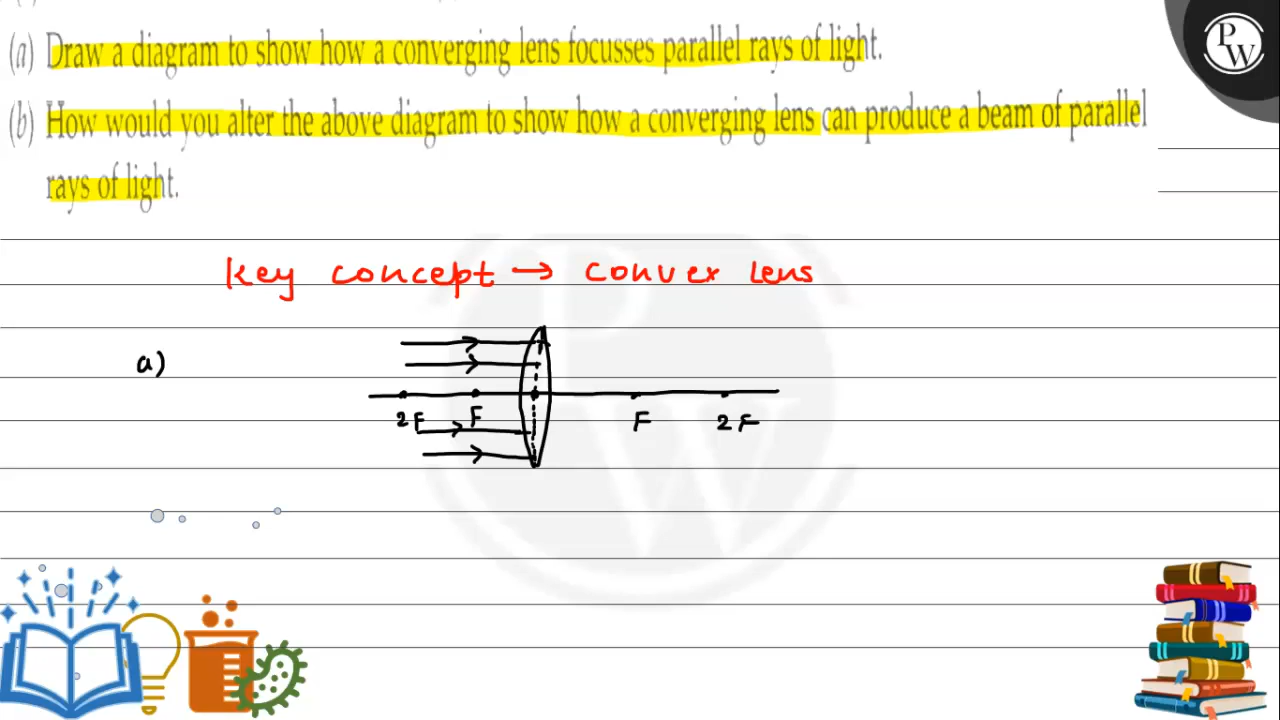 (a) Draw a diagram to show how a converging lens focusses parallel rays of light.
(b) How would you alter the above diagram to show how a converging lens can produce a beam of parallel
rays of light.
PW
key concept → convex lens
a)
2F F F 2F